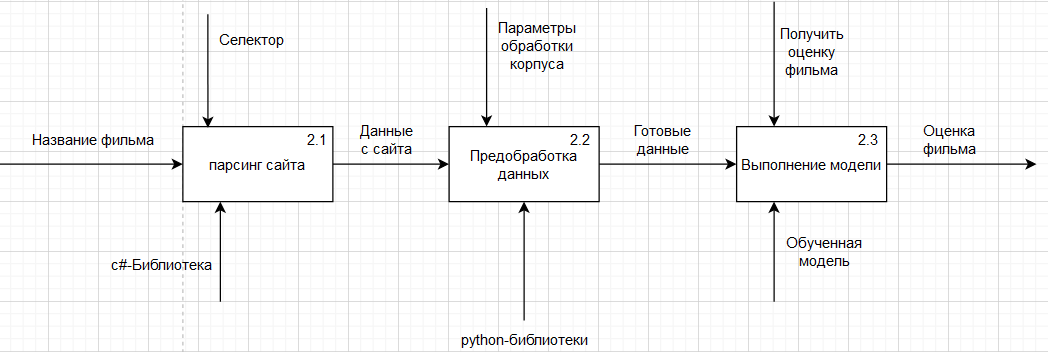 Селектор
Параметры
обработки
корпуса
Получить
оценку
фильма
Название фильма
2.1
парсинг сайта
Данные
с сайта
2.2
Предобработка
данных
Готовые
данные
2.3
Выполнение модели
Оценка
фильма
с#-Библиотека
python-библиотеки
Обученная
модель